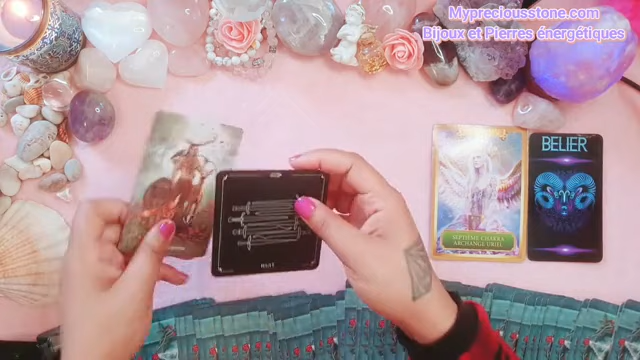 Mypreciousstone.com
Bijoux et Pierres énergétiques
BELIER
SEPTIÈME CHAKRA
ARCHANGE URIEL